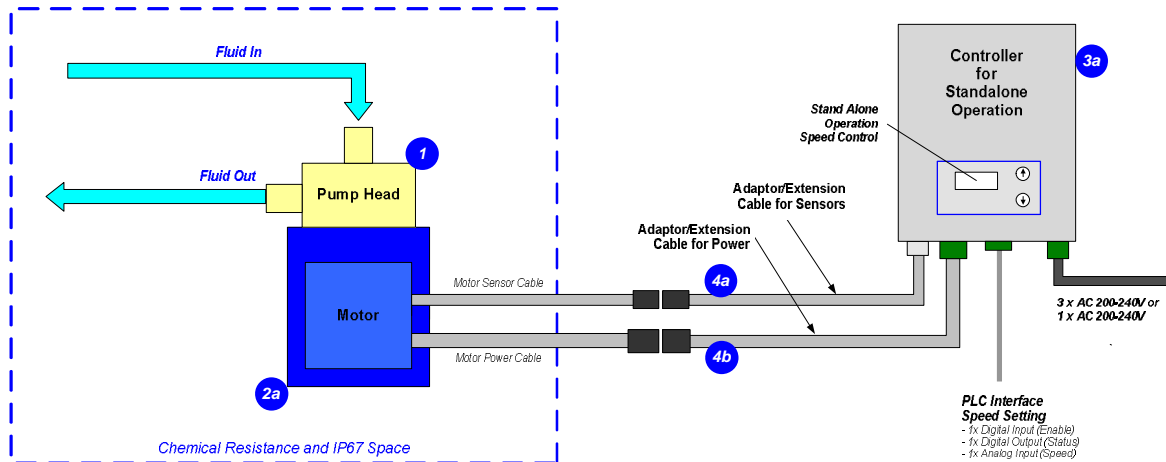 Fluid In
Fluid Out
1
Pump Head
Motor
2a
Chemical Resistance and IP67 Space
Motor Sensor Cable
Motor Power Cable
4a
4b
Adaptor/Extension
Cable for Sensors
Adaptor/Extension
Cable for Power
Stand Alone
Operation
Speed Control
Controller
for
Standalone
Operation
3a
3 x AC 200-240V or
1 x AC 200-240V
PLC Interface
Speed Setting
- 1x Digital Input (Enable)
- 1x Digital Output (Status)
- 1x Analog Input (Speed)